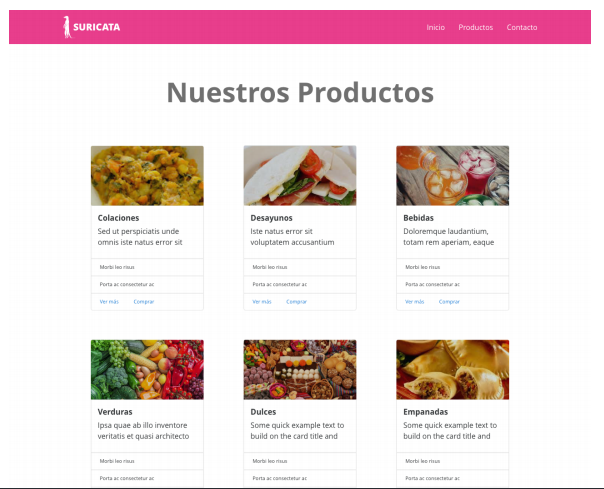 SURICATA
Inicio Productos Contacto
Nuestros Productos
Colaciones
Sed ut perspiciatis unde
omnis iste natus error sit
Morbi leo risus
Porta ac consectetur ac
Ver más Comprar
Desayunos
Iste natus error sit
voluptatem accusantium
Morbi leo risus
Porta ac consectetur ac
Ver más Comprar
Bebidas
Doloremque laudantium,
totam rem aperiam, eaque
Morbi leo risus
Porta ac consectetur ac
Ver más Comprar
Verduras
Ipsa quae ab illo inventore
veritatis et quasi architecto
Morbi leo risus
Porta ac consectetur ac
Dulces
Some quick example text to
build on the card title and
Morbi leo risus
Porta ac consectetur ac
Empanadas
Some quick example text to
build on the card title and
Morbi leo risus
Porta ac consectetur ac